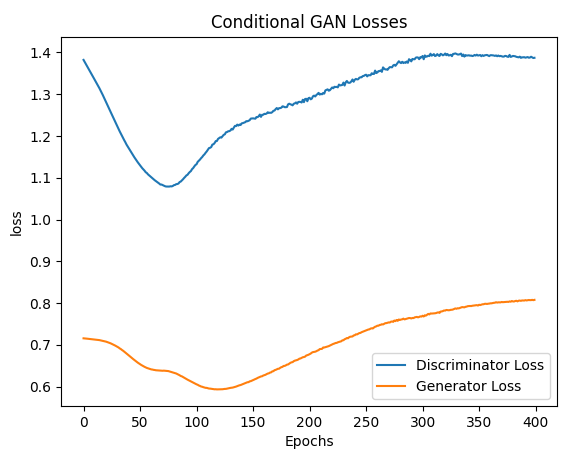 Conditional GAN Losses
loss
1.4
1.3
1.2
1.1
1.0
0.9
0.8
0.7
0.6
Discriminator Loss
Generator Loss
0 50 100 150 200 250 300 350 400
Epochs